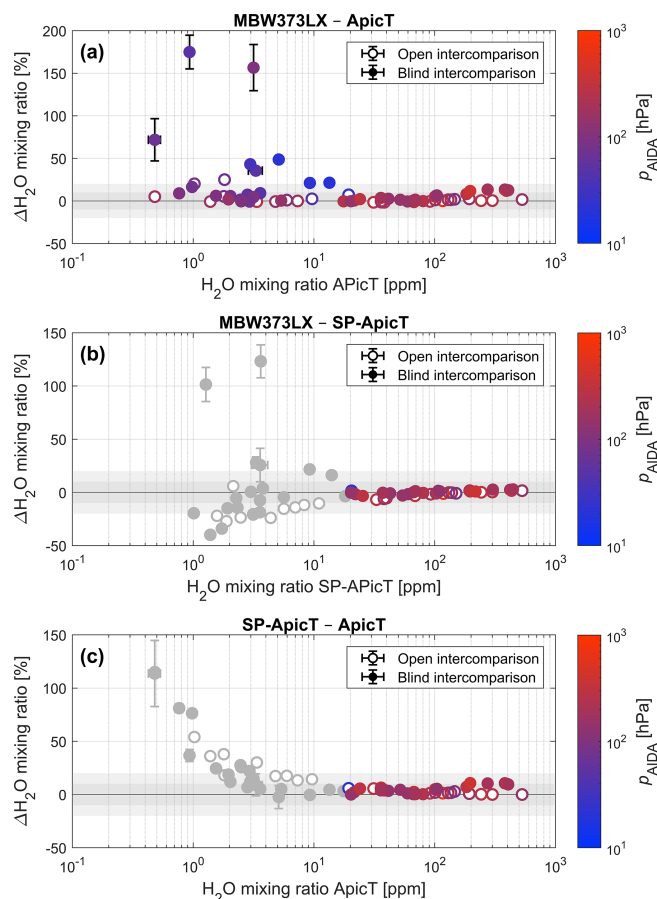 MBW373LX – ApicT
200
150
100
50
0
-50
ΔH2O mixing ratio [%]
(a)
Open intercomparison
Blind intercomparison
10^-1 10^0 10^1 10^2 10^3
H2O mixing ratio APicT [ppm]
10^3
10^2
10^1
pAIDA [hPa]
MBW373LX – SP-ApicT
150
100
50
0
-50
ΔH2O mixing ratio [%]
(b)
Open intercomparison
Blind intercomparison
10^-1 10^0 10^1 10^2 10^3
H2O mixing ratio SP-APicT [ppm]
10^3
10^2
10^1
pAIDA [hPa]
SP-ApicT – ApicT
150
100
50
0
-50
ΔH2O mixing ratio [%]
(c)
Open intercomparison
Blind intercomparison
10^-1 10^0 10^1 10^2 10^3
H2O mixing ratio APicT [ppm]
10^3
10^2
10^1
pAIDA [hPa]